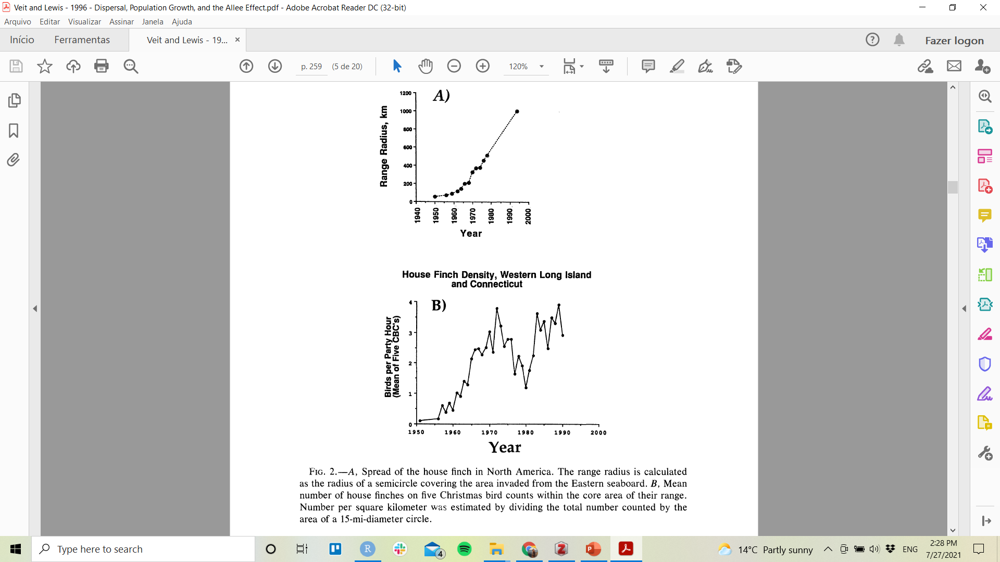 Veit and Lewis - 1996 - Dispersal, Population Growth, and the Allee Effect.pdf - Adobe Acrobat Reader DC (32-bit)
Arquivo Editar Visualizar Assinar Janela Ajuda
Início Ferramentas Veit and Lewis - 19... × Fazer logon
p. 259 (5 de 20) 120%
A)
1200
1000
800
600
400
200
0
Range Radius, km
1940 1950 1960 1970 1980 1990 2000
Year
House Finch Density, Western Long Island
and Connecticut
B)
4
3
2
1
0
Birds per Party Hour
(Mean of Five CBC's)
1950 1960 1970 1980 1990 2000
Year
FIG. 2.—A, Spread of the house finch in North America. The range radius is calculated
as the radius of a semicircle covering the area invaded from the Eastern seaboard. B, Mean
number of house finches on five Christmas bird counts within the core area of their range.
Number per square kilometer was estimated by dividing the total number counted by the
area of a 15-mi-diameter circle.
Type here to search
R
4
Z
P
14°C Partly sunny
ENG
2:28 PM
7/27/2021